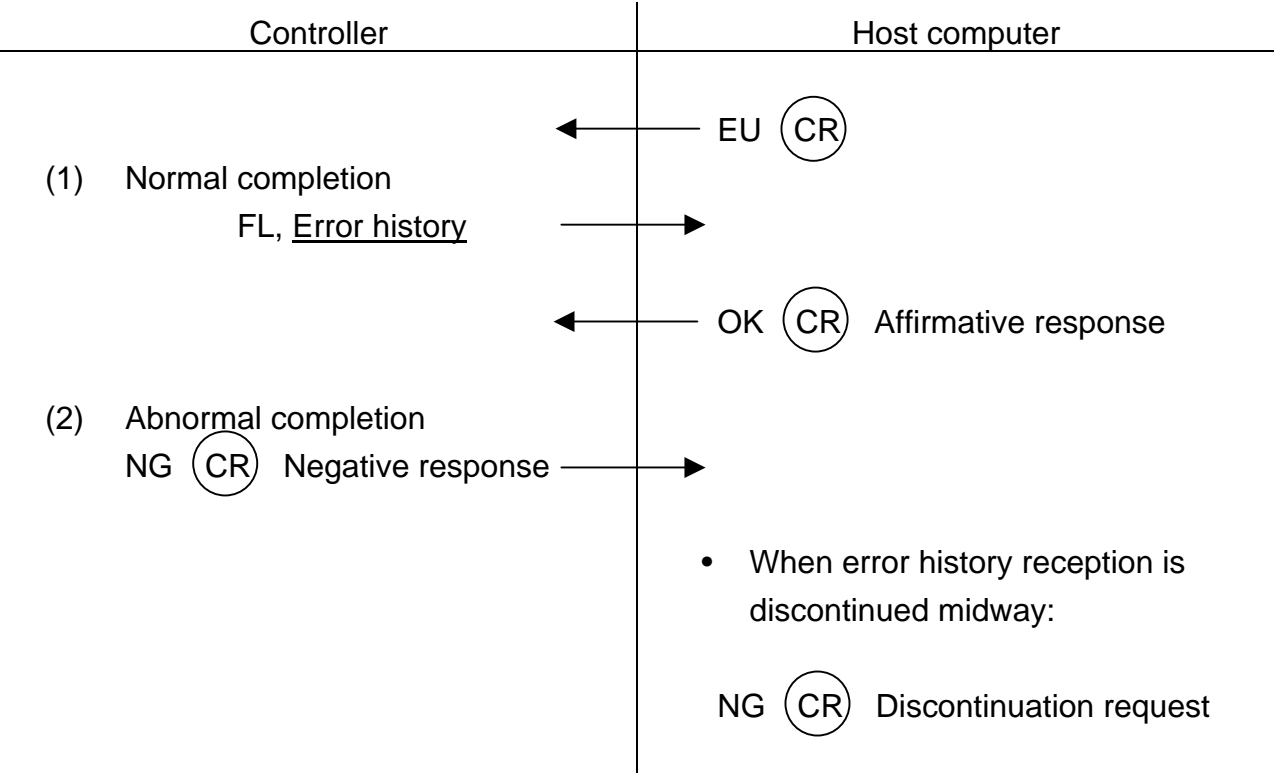 Controller Host computer
EU CR
(1) Normal completion
FL, Error history
OK CR Affirmative response
(2) Abnormal completion
NG CR Negative response
• When error history reception is
discontinued midway:
NG CR Discontinuation request